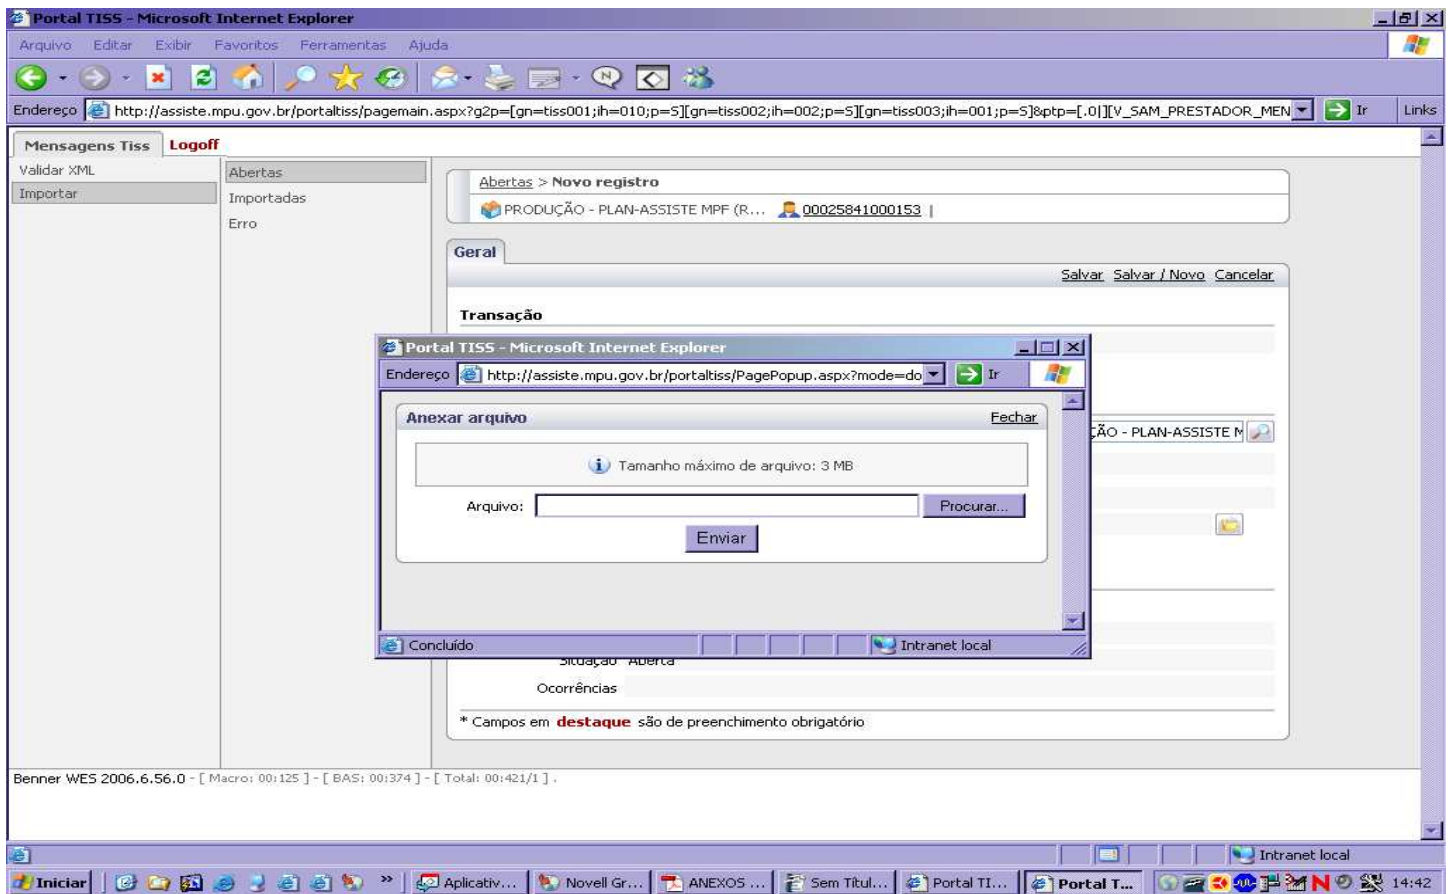 Portal TISS - Microsoft Internet Explorer
Arquivo Editar Exibir Favoritos Ferramentas Ajuda
Endereço http://assiste.mpu.gov.br/portaltiss/pagemain.aspx?g2p=[gn=tiss001;ih=010;p=S][gn=tiss002;ih=002;p=S][gn=tiss003;ih=001;p=S]&ptp=[.0|][V_SAM_PRESTADOR_MEN Ir Links
Mensagens Tiss Logoff
Validar XML
Importar
Abertas
Importadas
Erro
Abertas > Novo registro
PRODUÇÃO - PLAN-ASSISTE MPF (R... 00025841000153 |
Geral
Salvar Salvar / Novo Cancelar
Transação
Portal TISS - Microsoft Internet Explorer
Endereço http://assiste.mpu.gov.br/portaltiss/PagePopup.aspx?mode=do Ir
Anexar arquivo Fechar
ÇÃO - PLAN-ASSISTE M
Tamanho máximo de arquivo: 3 MB
Arquivo: Procurar...
Enviar
Concluído Intranet local
Situação Aberta
Ocorrências
* Campos em destaque são de preenchimento obrigatório
Benner WES 2006.6.56.0 - [ Macro: 00:125 ] - [ BAS: 00:374 ] - [ Total: 00:421/1 ] .
Intranet local
Iniciar » Aplicativ... Novell Gr... ANEXOS ... Sem Títul... Portal TI... Portal T... N 14:42